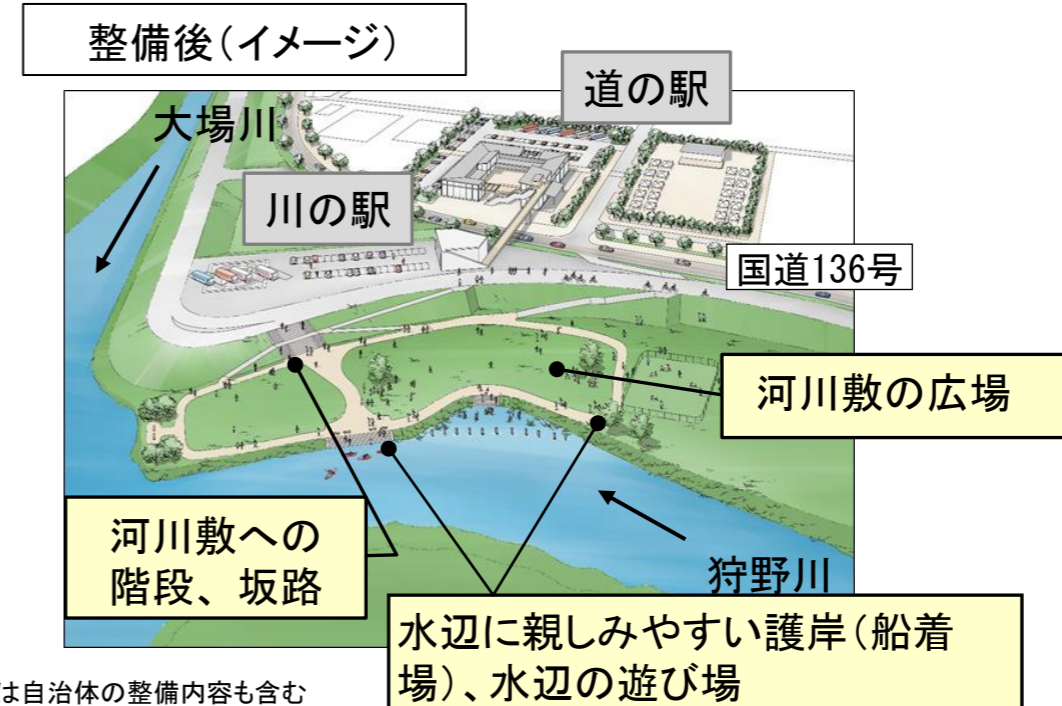 整備後(イメージ)
道の駅
大場川
川の駅
国道136号
河川敷の広場
河川敷への
階段、坂路
狩野川
水辺に親しみやすい護岸(船着
場)、水辺の遊び場
は自治体の整備内容も含む